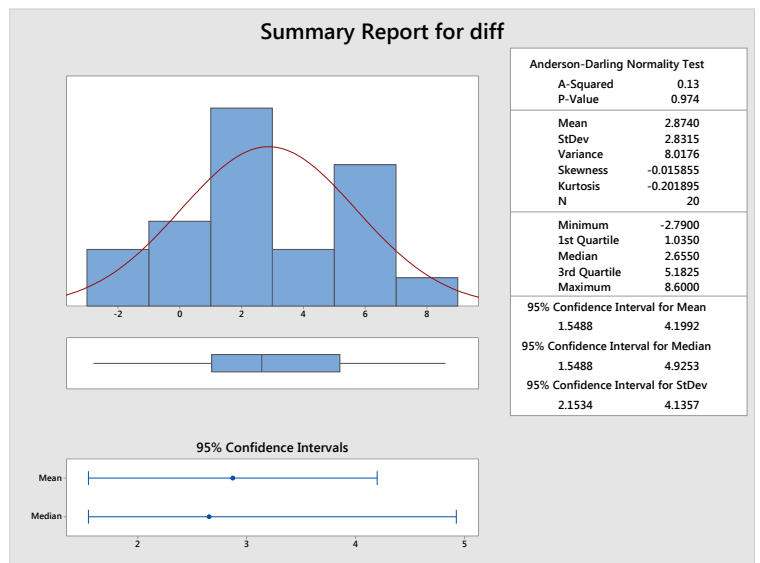 Summary Report for diff
-2 0 2 4 6 8
95% Confidence Intervals
Mean
Median
2 3 4 5
Anderson-Darling Normality Test
A-Squared 0.13
P-Value 0.974
Mean 2.8740
StDev 2.8315
Variance 8.0176
Skewness -0.015855
Kurtosis -0.201895
N 20
Minimum -2.7900
1st Quartile 1.0350
Median 2.6550
3rd Quartile 5.1825
Maximum 8.6000
95% Confidence Interval for Mean
1.5488 4.1992
95% Confidence Interval for Median
1.5488 4.9253
95% Confidence Interval for StDev
2.1534 4.1357